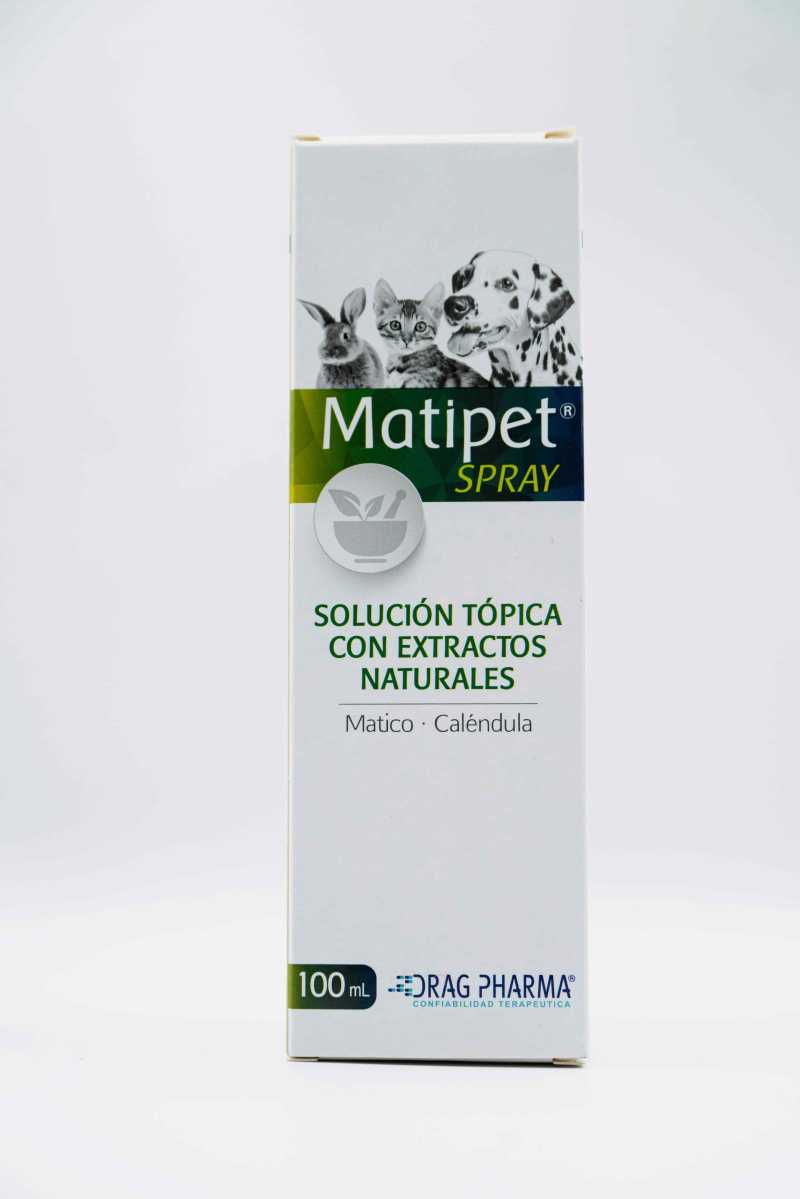 Matipet®
SPRAY
SOLUCIÓN TÓPICA
CON EXTRACTOS
NATURALES
Matico · Caléndula
100 mL
DRAG PHARMA®
CONFIABILIDAD TERAPEUTICA